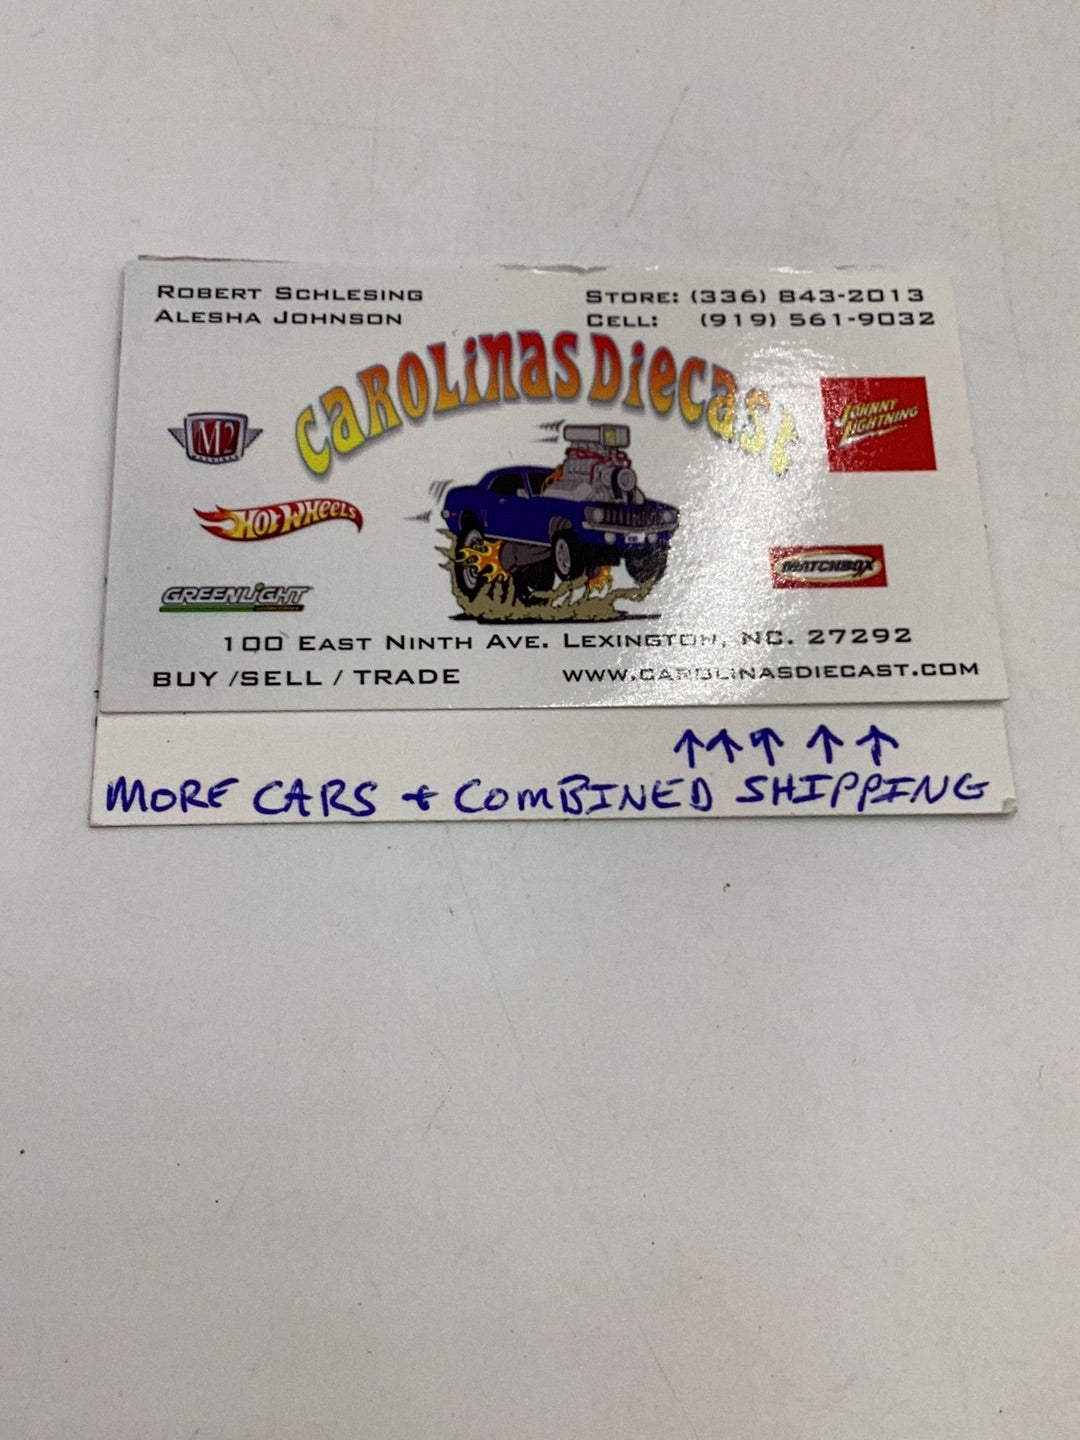 ROBERT SCHLESING
ALESHA JOHNSON
STORE: (336) 843-2013
CELL: (919) 561-9032
CAROLINAS DIECAST
M2
MACHINES
JOHNNY LIGHTNING
HOT WHEELS
MATCHBOX
GREENLIGHT
100 EAST NINTH AVE. LEXINGTON, NC. 27292
BUY /SELL / TRADE
WWW.CAROLINASDIECAST.COM
↑↑↑ ↑ ↑
MORE CARS + COMBINED SHIPPING